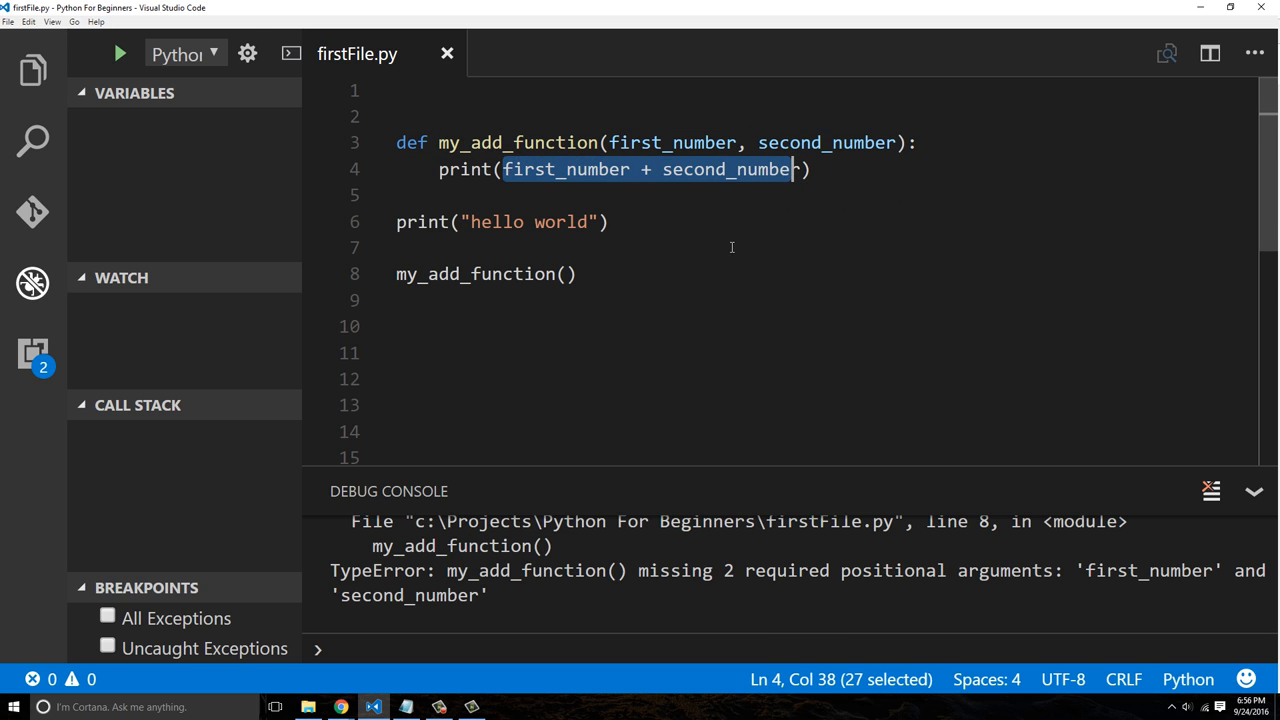 firstFile.py - Python For Beginners - Visual Studio Code
File Edit View Go Help
Python
firstFile.py
VARIABLES
WATCH
CALL STACK
BREAKPOINTS
All Exceptions
Uncaught Exceptions
2
1
2
3 def my_add_function(first_number, second_number):
4 print(first_number + second_number)
5
6 print("hello world")
7
8 my_add_function()
9
10
11
12
13
14
15
DEBUG CONSOLE
File "c:\Projects\Python For Beginners\firstFile.py", line 8, in <module>
my_add_function()
TypeError: my_add_function() missing 2 required positional arguments: 'first_number' and
'second_number'
0 0 Ln 4, Col 38 (27 selected) Spaces: 4 UTF-8 CRLF Python
I'm Cortana. Ask me anything.
6:56 PM
9/24/2016